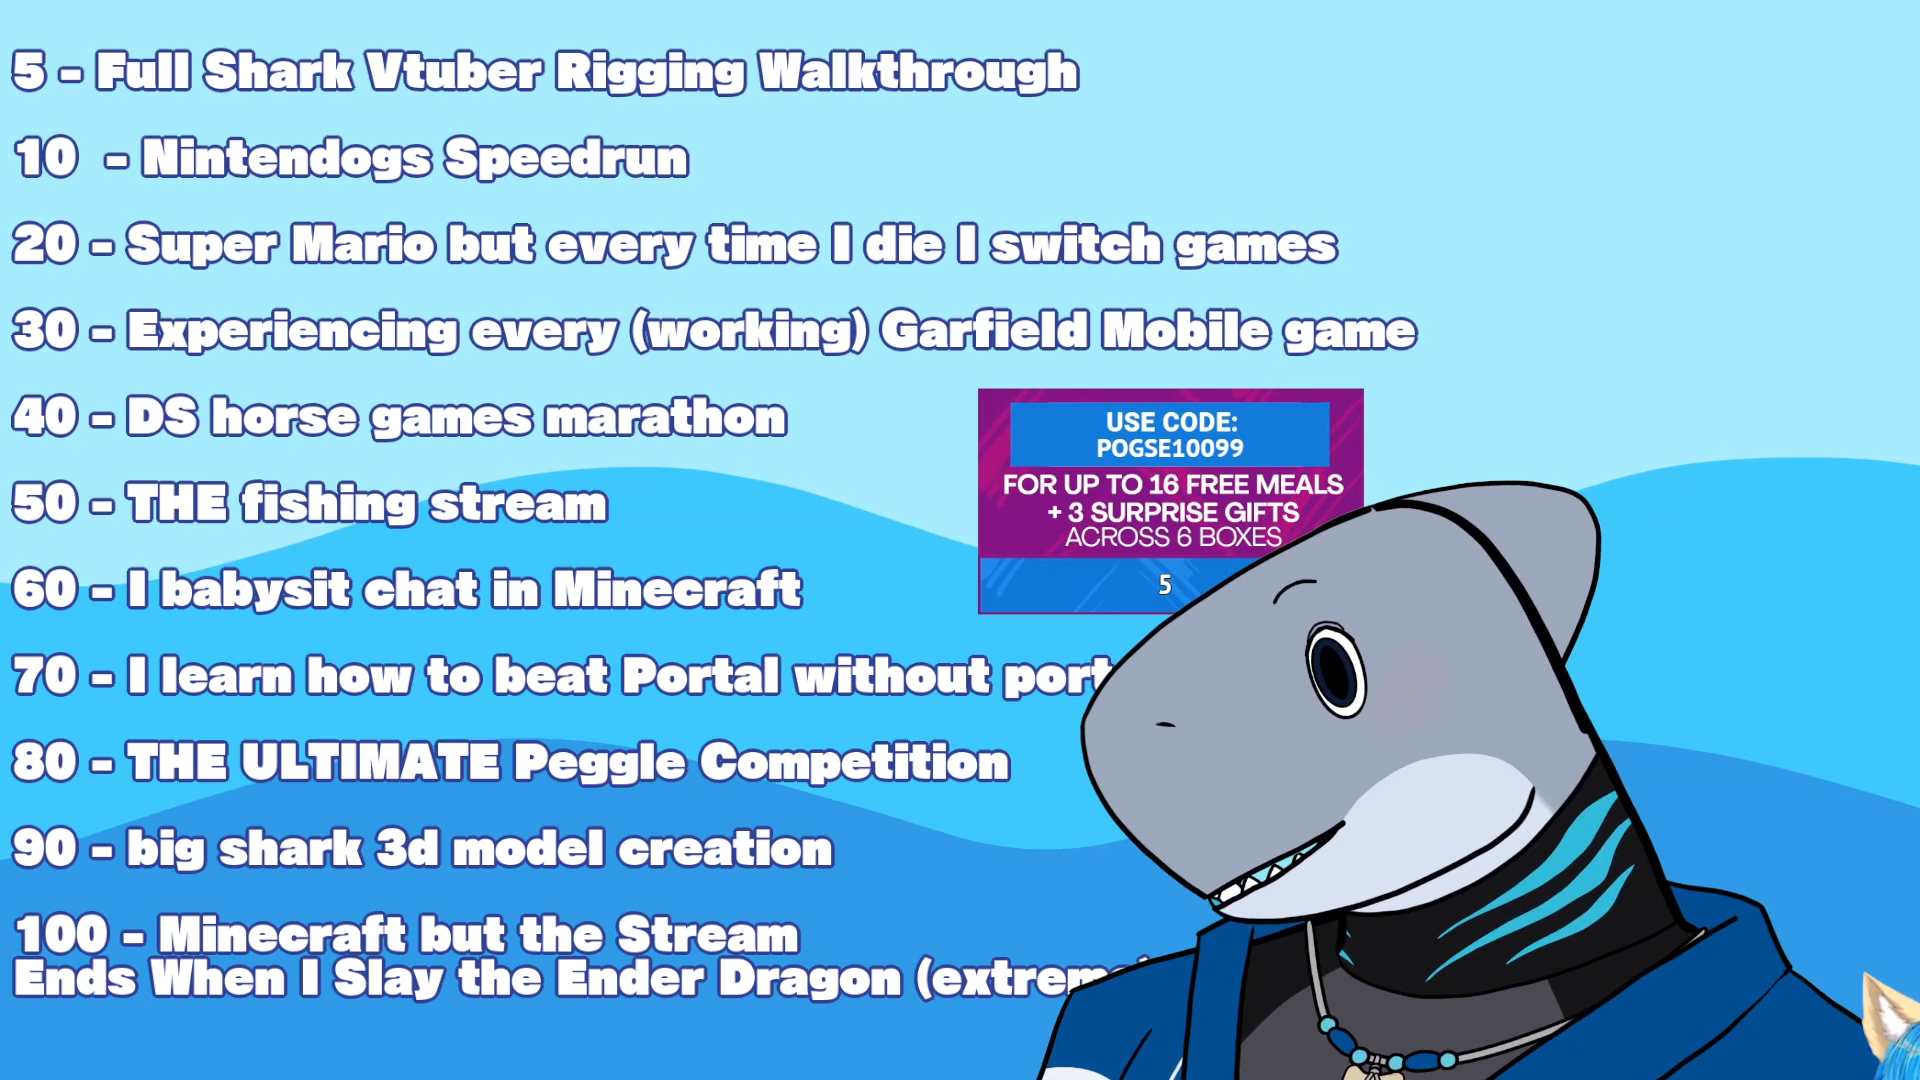 5 - Full Shark Vtuber Rigging Walkthrough
10 - Nintendogs Speedrun
20 - Super Mario but every time I die I switch games
30 - Experiencing every (working) Garfield Mobile game
40 - DS horse games marathon
USE CODE:
POGSE10099
FOR UP TO 16 FREE MEALS
+ 3 SURPRISE GIFTS
ACROSS 6 BOXES
5
50 - THE fishing stream
60 - I babysit chat in Minecraft
70 - I learn how to beat Portal without
80 - THE ULTIMATE Peggle Competition
90 - big shark 3d model creation
100 - Minecraft but the Stream
Ends When I Slay the Ender Dragon